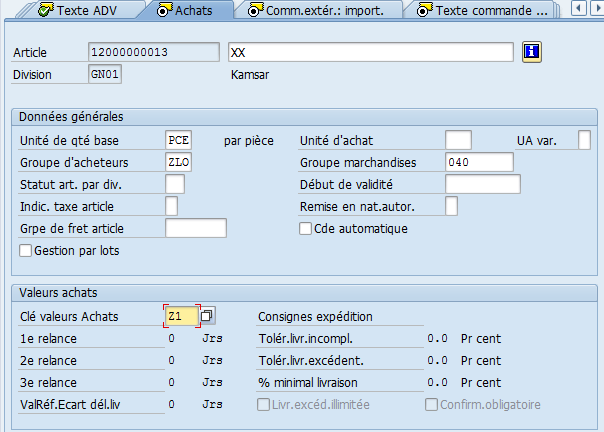 Texte ADV Achats Comm.extér.: import. Texte commande ...
Article 12000000013 XX
Division GN01 Kamsar
Données générales
Unité de qté base PCE par pièce Unité d'achat UA var.
Groupe d'acheteurs ZLO Groupe marchandises 040
Statut art. par div. Début de validité
Indic. taxe article Remise en nat.autor.
Grpe de fret article Cde automatique
Gestion par lots
Valeurs achats
Clé valeurs Achats Z1 Consignes expédition
1e relance 0 Jrs Tolér.livr.incompl. 0.0 Pr cent
2e relance 0 Jrs Tolér.livr.excédent. 0.0 Pr cent
3e relance 0 Jrs % minimal livraison 0.0 Pr cent
ValRéf.Ecart dél.liv 0 Jrs Livr.excéd.illimitée Confirm.obligatoire